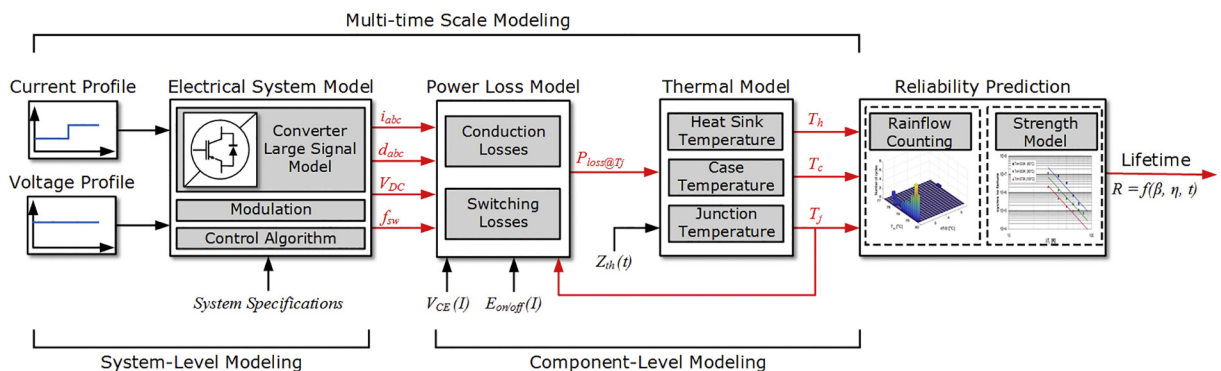 Multi-time Scale Modeling
Current Profile
Electrical System Model
Power Loss Model
Thermal Model
Reliability Prediction
Converter
Large Signal
Model
Modulation
Control Algorithm
Voltage Profile
System Specifications
i_abc
d_abc
V_DC
f_sw
Conduction
Losses
Switching
Losses
V_CE(I)
E_on/off(I)
P_loss@Tj
Z_th(t)
Heat Sink
Temperature
Case
Temperature
Junction
Temperature
T_h
T_c
T_j
Rainflow
Counting
Strength
Model
Lifetime
R = f(β, η, t)
System-Level Modeling
Component-Level Modeling